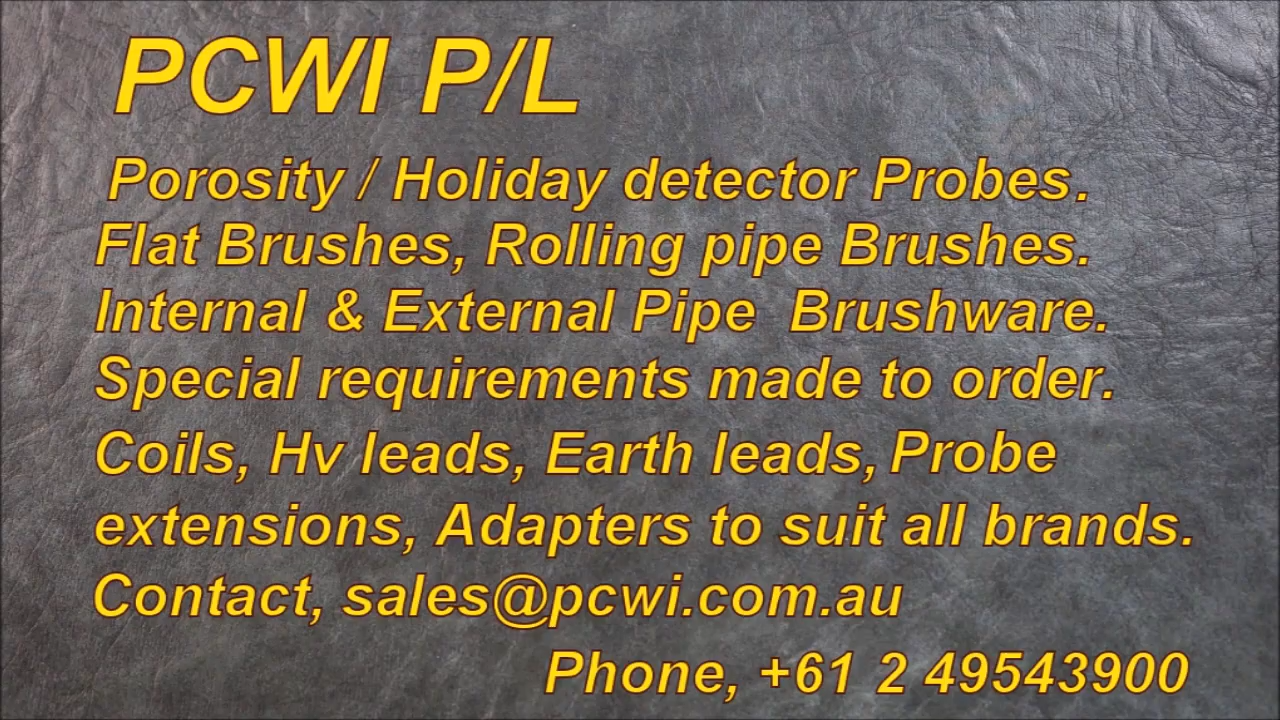 PCWI P/L
Porosity / Holiday detector Probes.
Flat Brushes, Rolling pipe Brushes.
Internal & External Pipe  Brushware.
Special requirements made to order.
Coils, Hv leads, Earth leads, Probe
extensions, Adapters to suit all brands.
Contact, sales@pcwi.com.au
Phone, +61 2 49543900